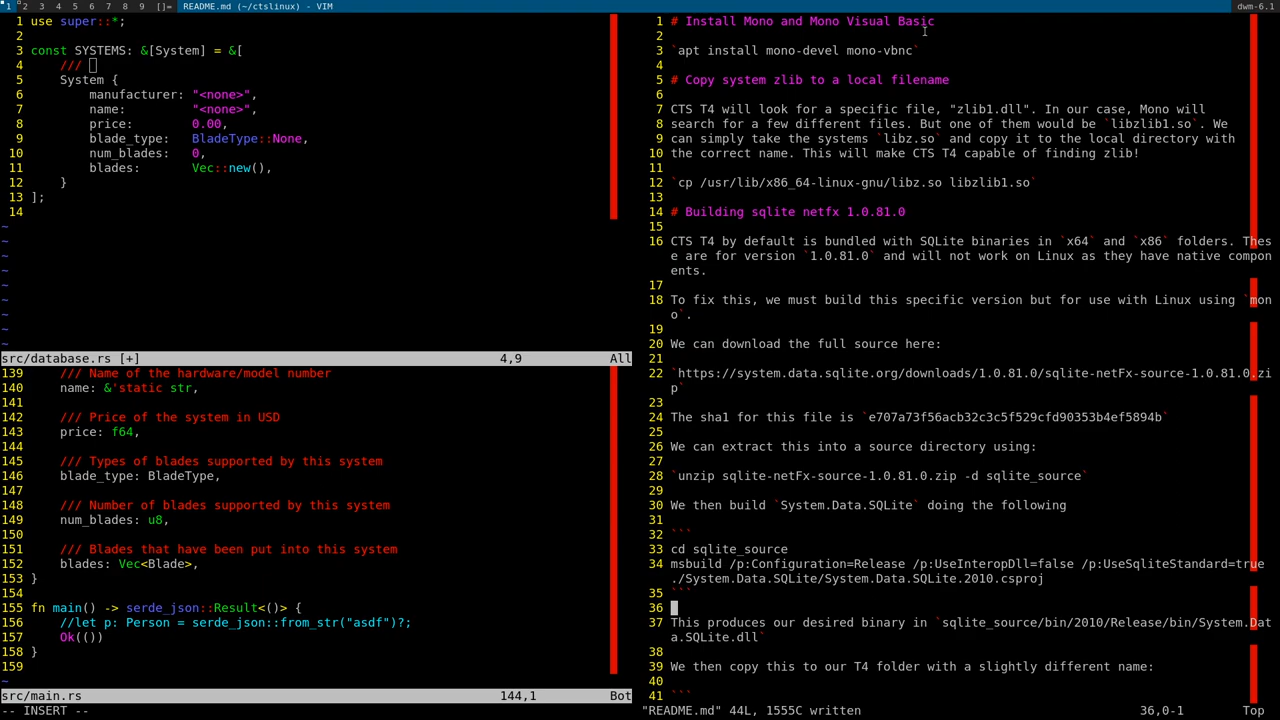 1 2 3 4 5 6 7 8 9 []= README.md (~/ctslinux) - VIM dwm-6.1
1 use super::*;
2
3 const SYSTEMS: &[System] = &[
4 ///
5 System {
6 manufacturer: "<none>",
7 name: "<none>",
8 price: 0.00,
9 blade_type: BladeType::None,
10 num_blades: 0,
11 blades: Vec::new(),
12 }
13 ];
14
~
~
~
~
~
~
~
~
~
src/database.rs [+] 4,9 All
139 /// Name of the hardware/model number
140 name: &'static str,
141
142 /// Price of the system in USD
143 price: f64,
144
145 /// Types of blades supported by this system
146 blade_type: BladeType,
147
148 /// Number of blades supported by this system
149 num_blades: u8,
150
151 /// Blades that have been put into this system
152 blades: Vec<Blade>,
153 }
154
155 fn main() -> serde_json::Result<()> {
156 //let p: Person = serde_json::from_str("asdf")?;
157 Ok(())
158 }
159
~
src/main.rs 144,1 Bot
-- INSERT --
1 # Install Mono and Mono Visual Basic
2
3 `apt install mono-devel mono-vbnc`
4
5 # Copy system zlib to a local filename
6
7 CTS T4 will look for a specific file, "zlib1.dll". In our case, Mono will
8 search for a few different files. But one of them would be `libzlib1.so`. We
9 can simply take the systems `libz.so` and copy it to the local directory with
10 the correct name. This will make CTS T4 capable of finding zlib!
11
12 `cp /usr/lib/x86_64-linux-gnu/libz.so libzlib1.so`
13
14 # Building sqlite netfx 1.0.81.0
15
16 CTS T4 by default is bundled with SQLite binaries in `x64` and `x86` folders. Thes
e are for version `1.0.81.0` and will not work on Linux as they have native compon
ents.
17
18 To fix this, we must build this specific version but for use with Linux using `mon
o`.
19
20 We can download the full source here:
21
22 `https://system.data.sqlite.org/downloads/1.0.81.0/sqlite-netFx-source-1.0.81.0.zi
p`
23
24 The sha1 for this file is `e707a73f56acb32c3c5f529cfd90353b4ef5894b`
25
26 We can extract this into a source directory using:
27
28 `unzip sqlite-netFx-source-1.0.81.0.zip -d sqlite_source`
29
30 We then build `System.Data.SQLite` doing the following
31
32 ```
33 cd sqlite_source
34 msbuild /p:Configuration=Release /p:UseInteropDll=false /p:UseSqliteStandard=true
./System.Data.SQLite/System.Data.SQLite.2010.csproj
35 ```
36
37 This produces our desired binary in `sqlite_source/bin/2010/Release/bin/System.Dat
a.SQLite.dll`
38
39 We then copy this to our T4 folder with a slightly different name:
40
41 ```
"README.md" 44L, 1555C written 36,0-1 Top